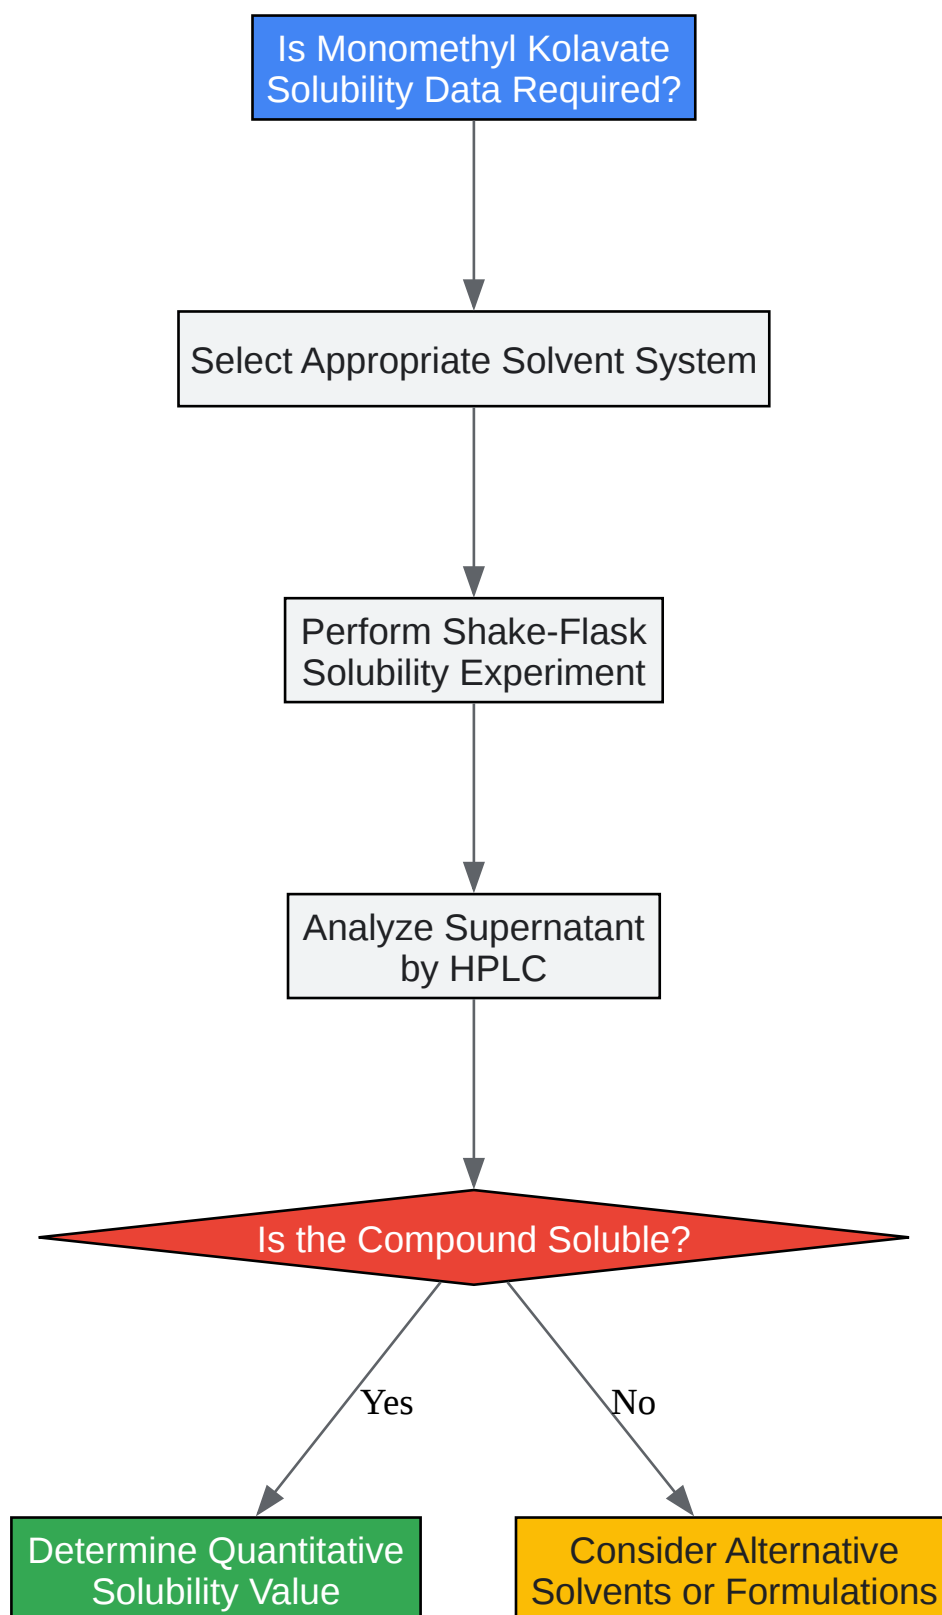 Is Monomethyl Kolavate
Solubility Data Required?
Select Appropriate Solvent System
Perform Shake-Flask
Solubility Experiment
Analyze Supernatant
by HPLC
Is the Compound Soluble?
Yes
No
Determine Quantitative
Solubility Value
Consider Alternative
Solvents or Formulations